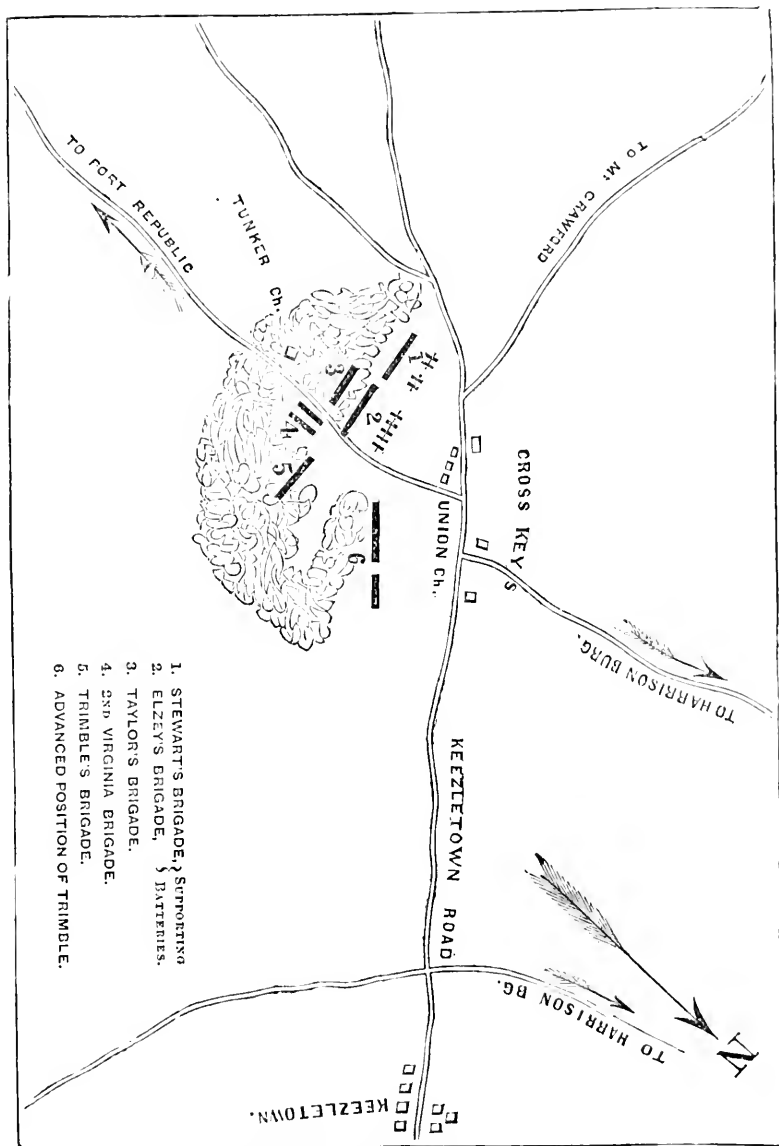 TO PORT REPUBLIC
TUNKER Ch.
TO Mt CRAWFORD
CROSS KEYS
UNION Ch.
TO HARRISON BURG.
KEEZLETOWN ROAD
TO HARRISON BG.
KEEZLETOWN.
N
1
2
3
4
5
6
1. STEWART'S BRIGADE, } SUPPORTING
2. ELZEY'S BRIGADE, } BATTERIES.
3. TAYLOR'S BRIGADE.
4. 2ND VIRGINIA BRIGADE.
5. TRIMBLE'S BRIGADE.
6. ADVANCED POSITION OF TRIMBLE.